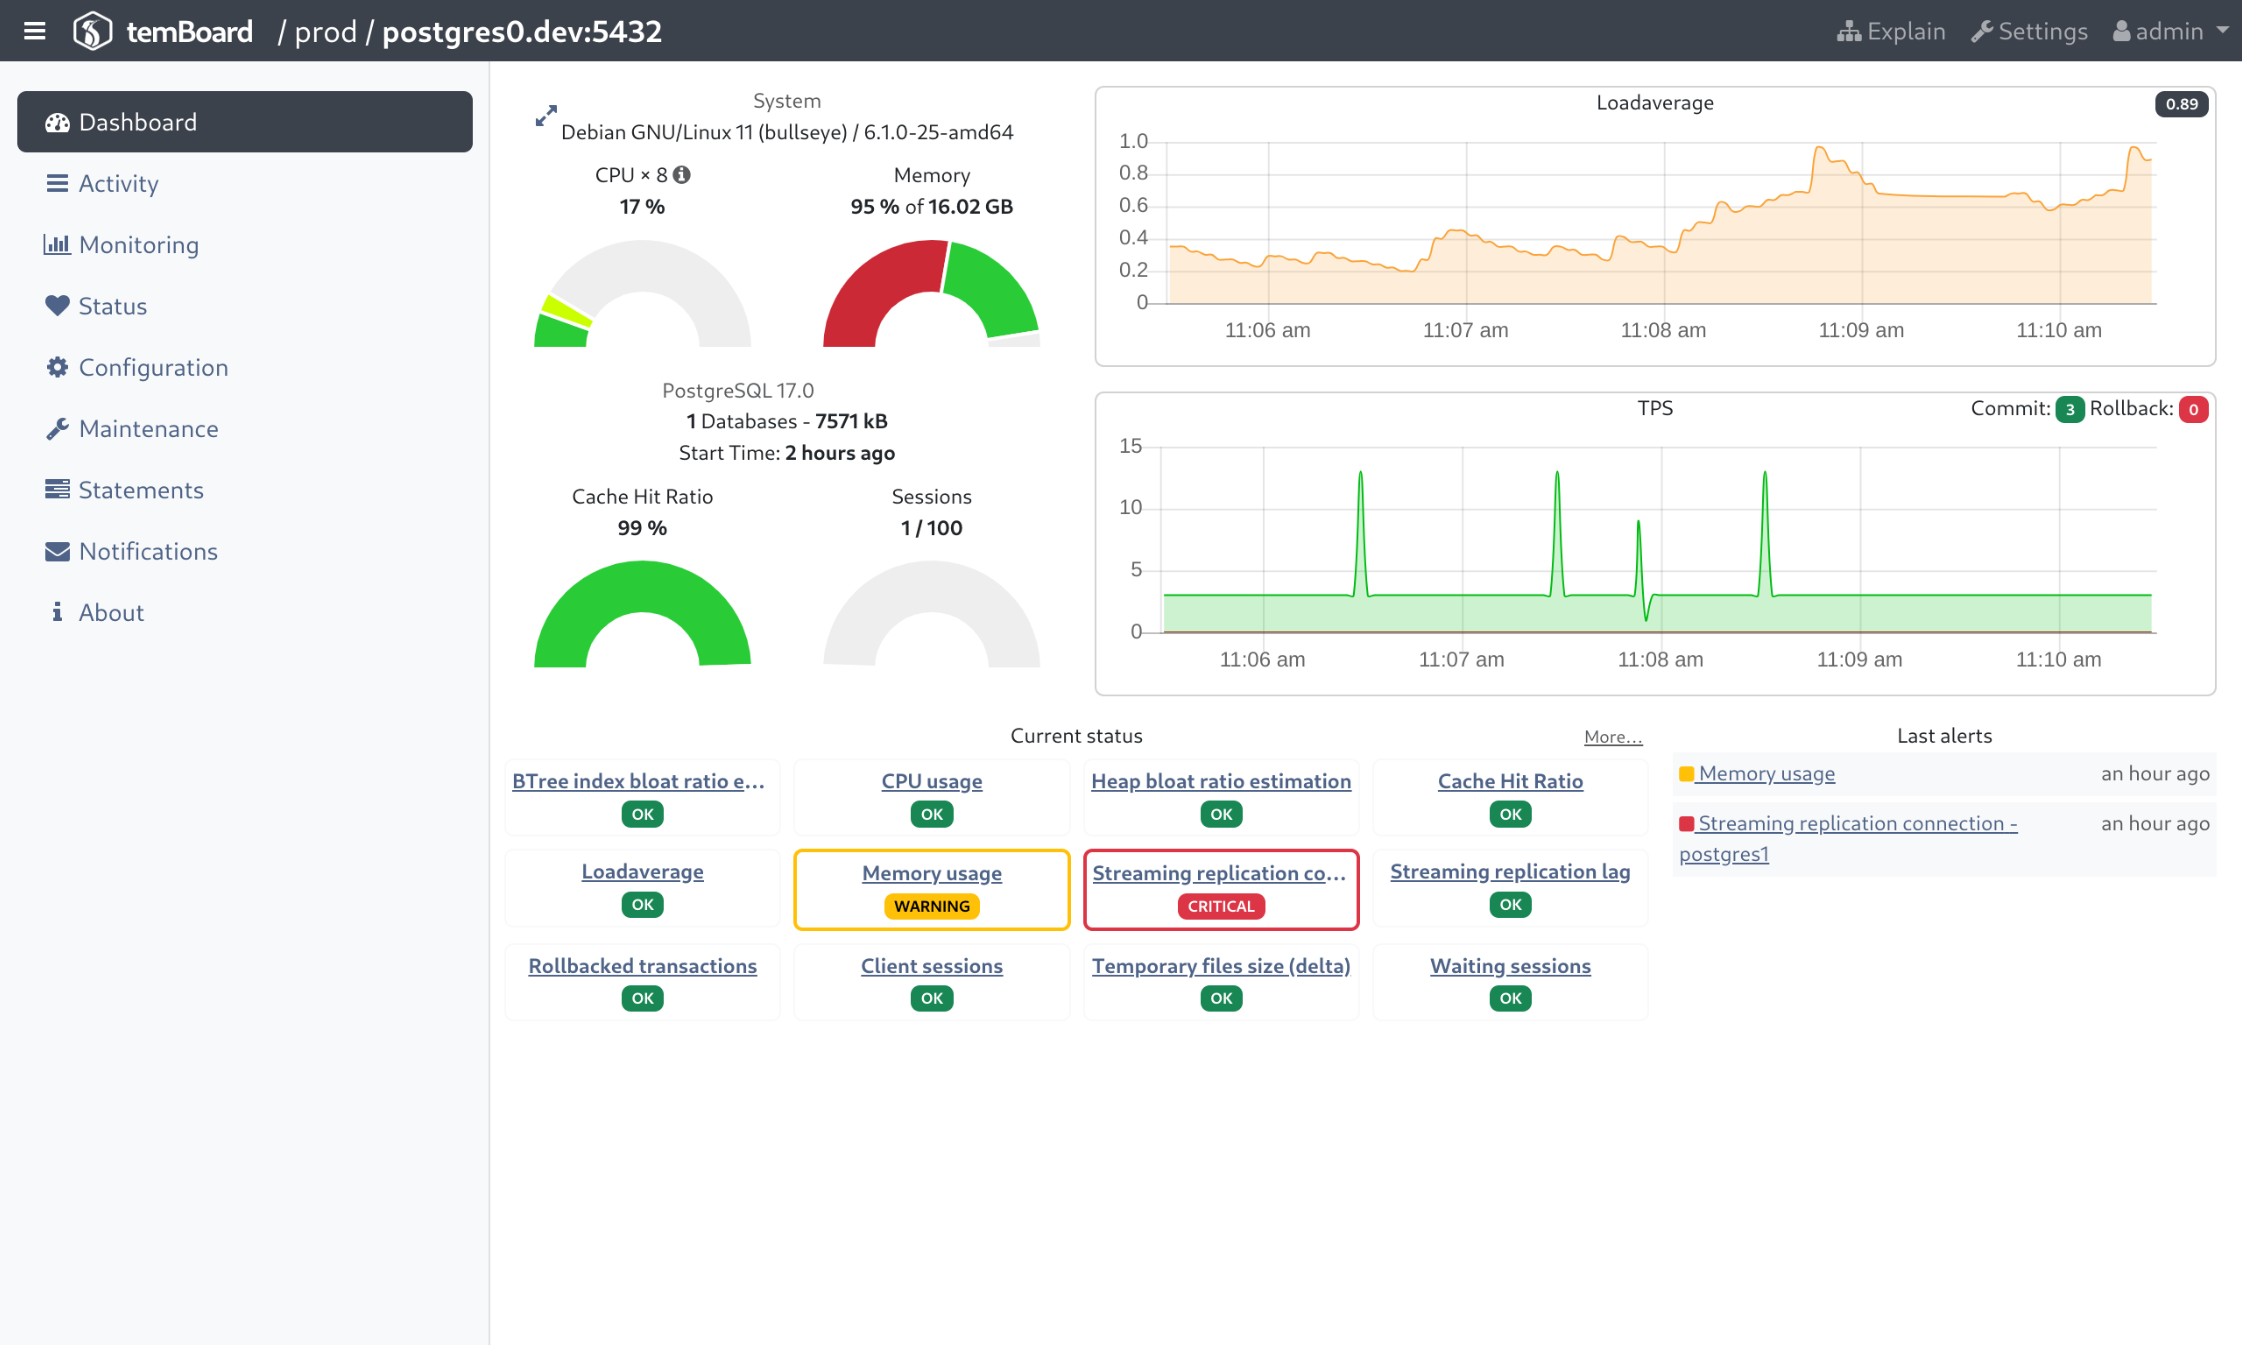 temBoard / prod / postgres0.dev:5432
Explain
Settings
admin
Dashboard
Activity
Monitoring
Status
Configuration
Maintenance
Statements
Notifications
About
System
Debian GNU/Linux 11 (bullseye) / 6.1.0-25-amd64
CPU × 8
17 %
Memory
95 % of 16.02 GB
PostgreSQL 17.0
1 Databases - 7571 kB
Start Time: 2 hours ago
Cache Hit Ratio
99 %
Sessions
1 / 100
Loadaverage
0.89
1.0
0.8
0.6
0.4
0.2
0
11:06 am 11:07 am 11:08 am 11:09 am 11:10 am
TPS
Commit: 3 Rollback: 0
15
10
5
0
11:06 am 11:07 am 11:08 am 11:09 am 11:10 am
Current status
More...
BTree index bloat ratio e...
OK
CPU usage
OK
Heap bloat ratio estimation
OK
Cache Hit Ratio
OK
Loadaverage
OK
Memory usage
WARNING
Streaming replication co...
CRITICAL
Streaming replication lag
OK
Rollbacked transactions
OK
Client sessions
OK
Temporary files size (delta)
OK
Waiting sessions
OK
Last alerts
Memory usage an hour ago
Streaming replication connection - an hour ago
postgres1